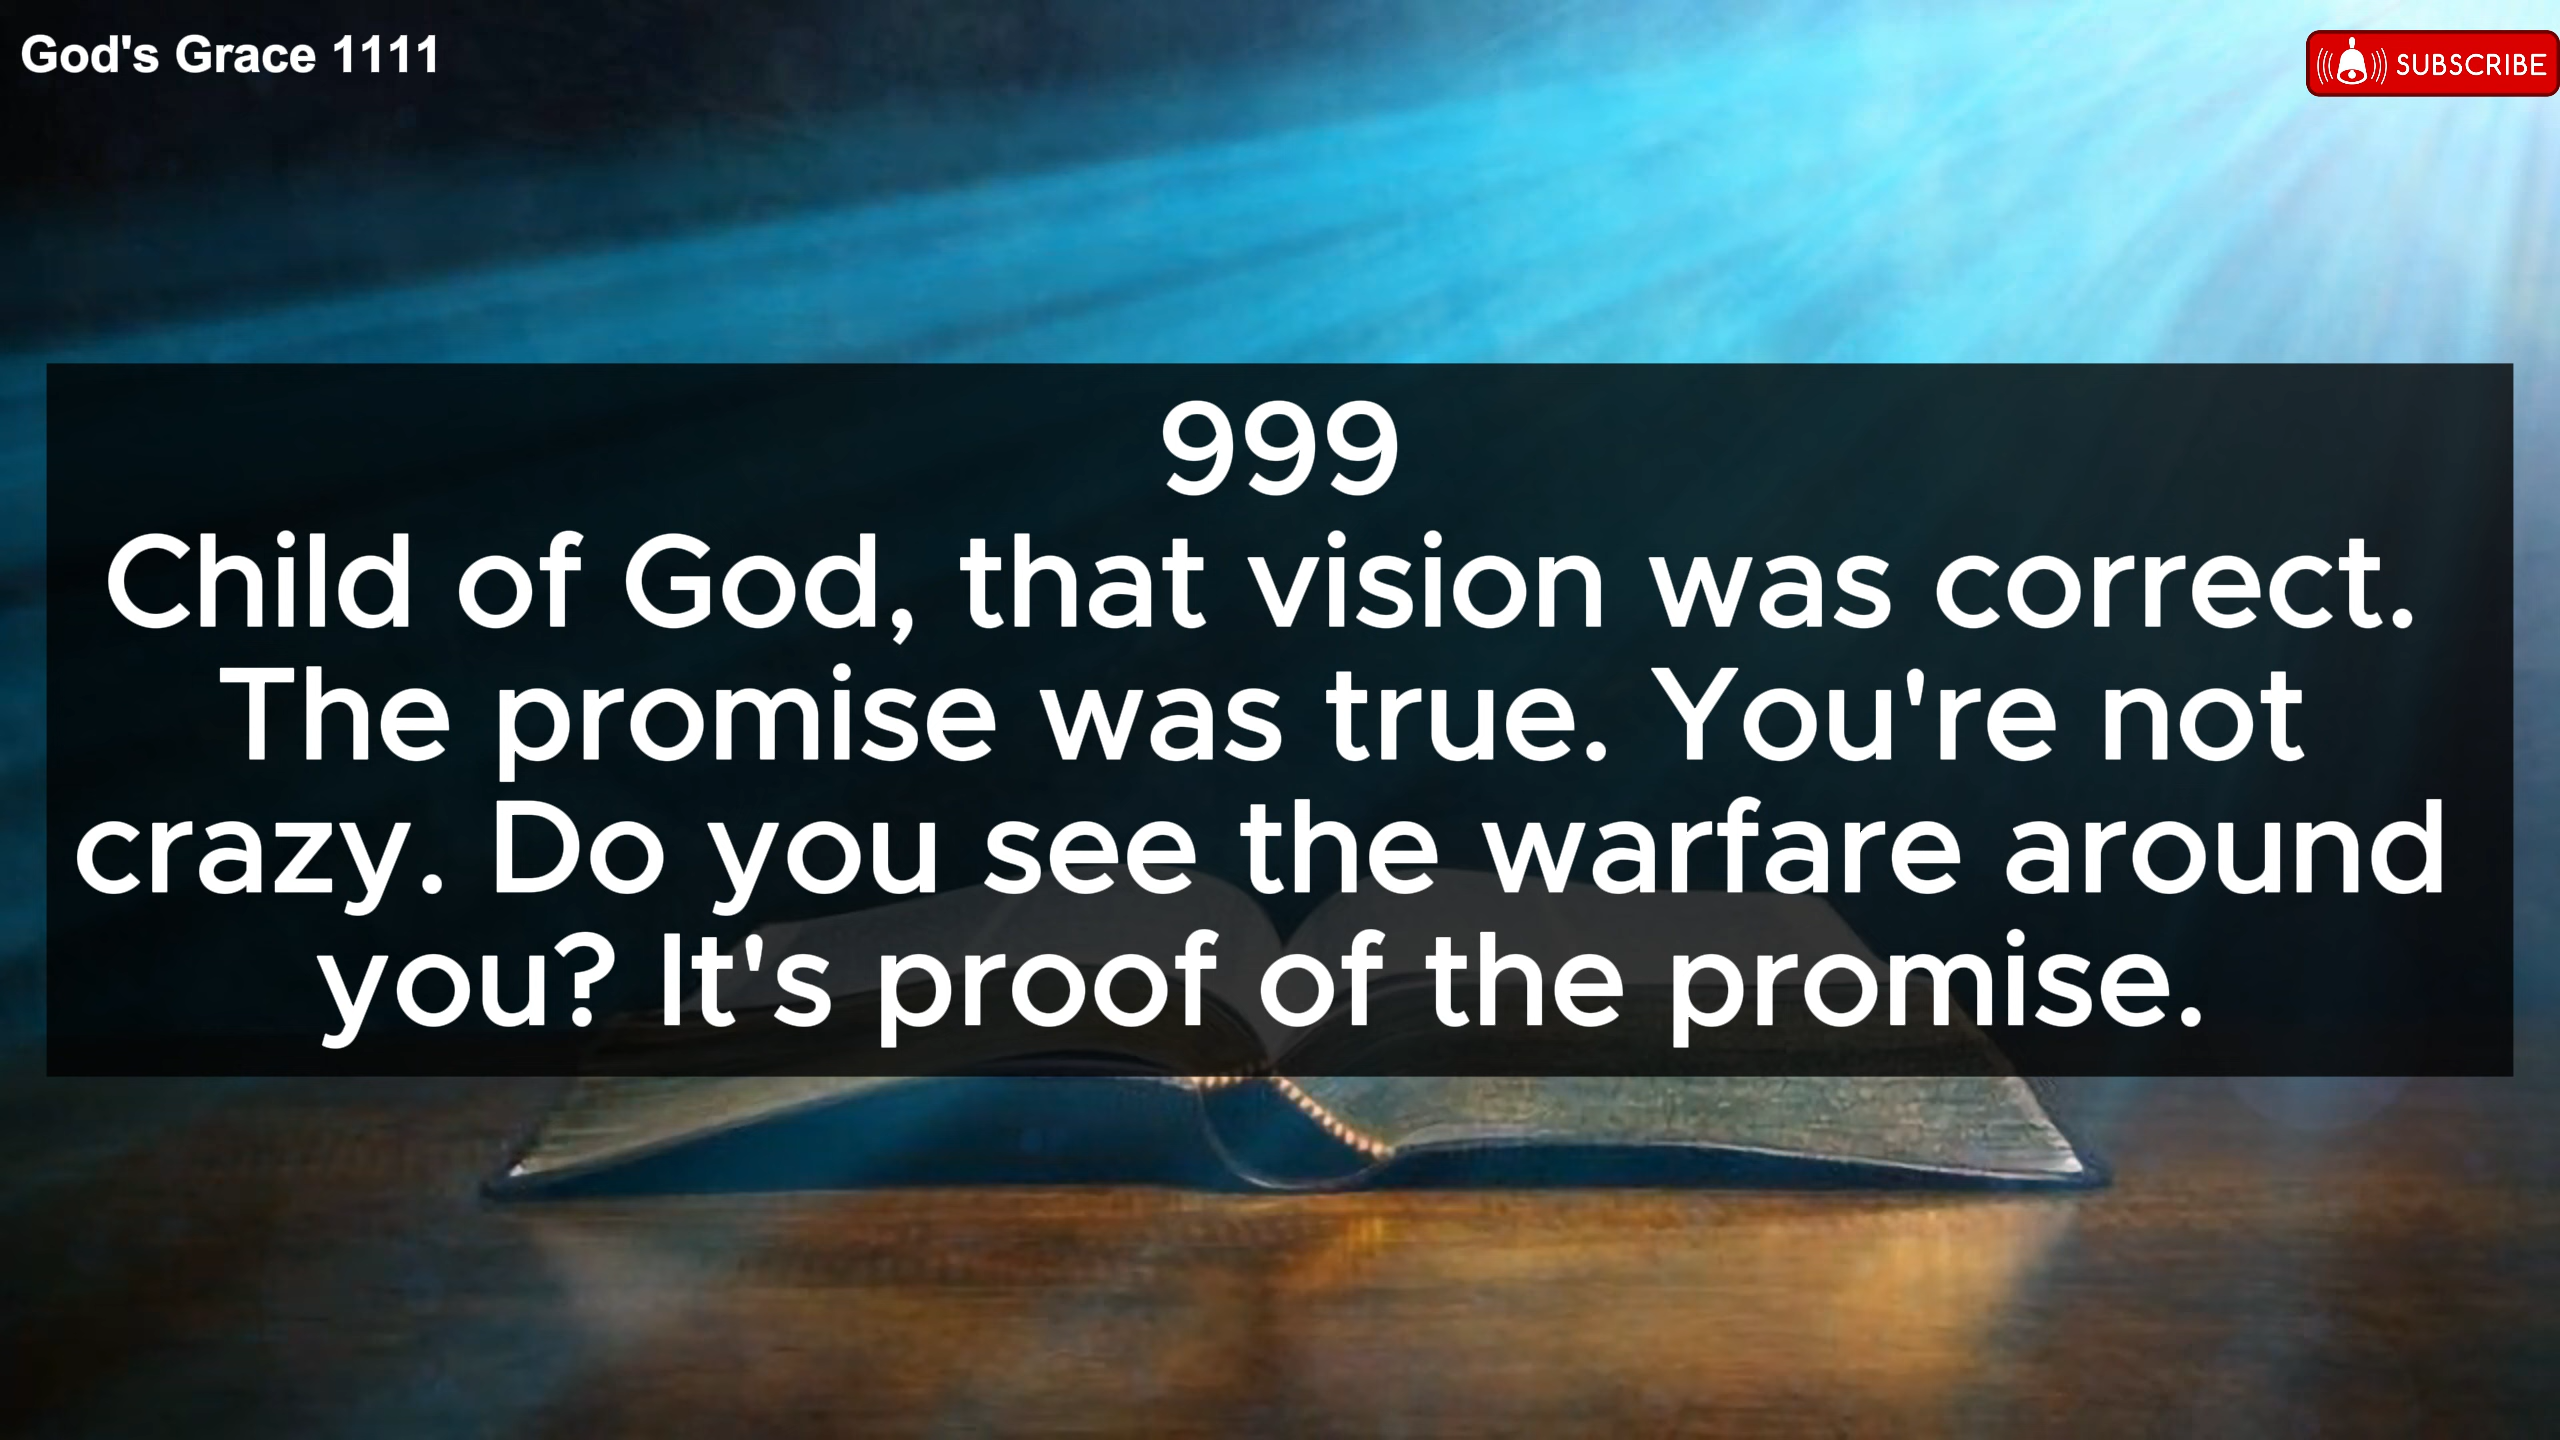 God's Grace 1111
SUBSCRIBE
999
Child of God, that vision was correct.
The promise was true. You're not
crazy. Do you see the warfare around
you? It's proof of the promise.